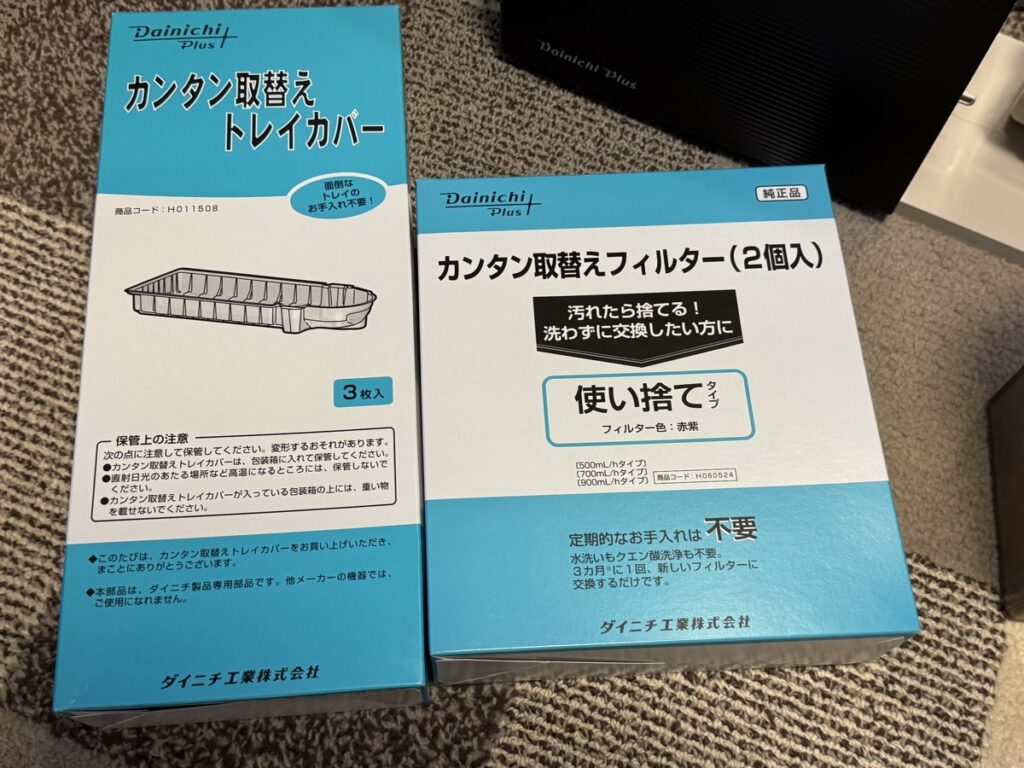 Dainichi
Plus
カンタン取替え
トレイカバー
面倒な
トレイの
お手入れ不要!
商品コード:H011508
3枚入
保管上の注意
次の点に注意して保管してください。変形するおそれがあります。
●カンタン取替えトレイカバーは、包装箱に入れて保管してください。
●直射日光のあたる場所など高温になるところには、保管しないで
ください。
●カンタン取替えトレイカバーが入っている包装箱の上には、重い物
を載せないでください。
◆このたびは、カンタン取替えトレイカバーをお買い上げいただき、
まことにありがとうございます。
◆本部品は、ダイニチ製品専用部品です。他メーカーの機器では、
ご使用になれません。
ダイニチ工業株式会社
Dainichi Plus
Dainichi
Plus
純正品
カンタン取替えフィルター(2個入)
汚れたら捨てる!
洗わずに交換したい方に
使い捨てタイプ
フィルター色:赤紫
(500mL/hタイプ)
(700mL/hタイプ)
(900mL/hタイプ)
商品コード:H060524
定期的なお手入れは不要
水洗いもクエン酸洗浄も不要。
3カ月※に1回、新しいフィルターに
交換するだけです。
ダイニチ工業株式会社